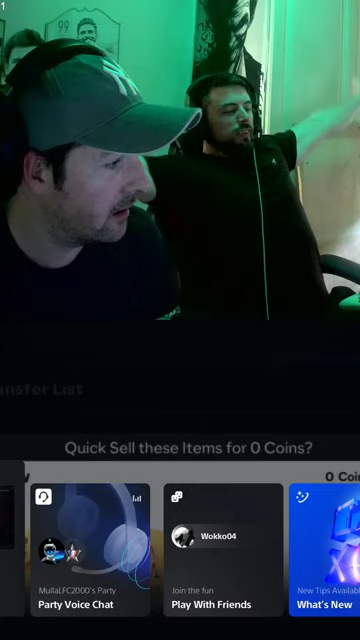 1
99
ansfer List
Quick Sell these Items for 0 Coins?
0 Coi
MullaLFC2000's Party
Party Voice Chat
Wokko04
Join the fun
Play With Friends
New Tips Availabl
What's New